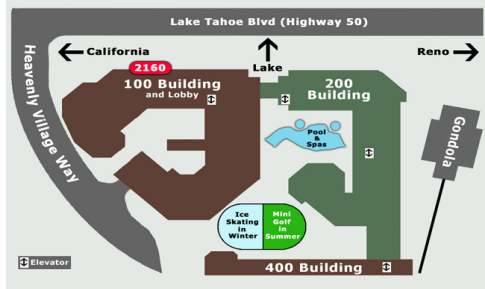 Lake Tahoe Blvd (Highway 50)
California
Lake
Reno
Heavenly Village Way
2160
100 Building
and Lobby
200
Building
Pool
&
Spas
Gondola
Ice
Skating
in
Winter
Mini
Golf
in
Summer
Elevator
400 Building